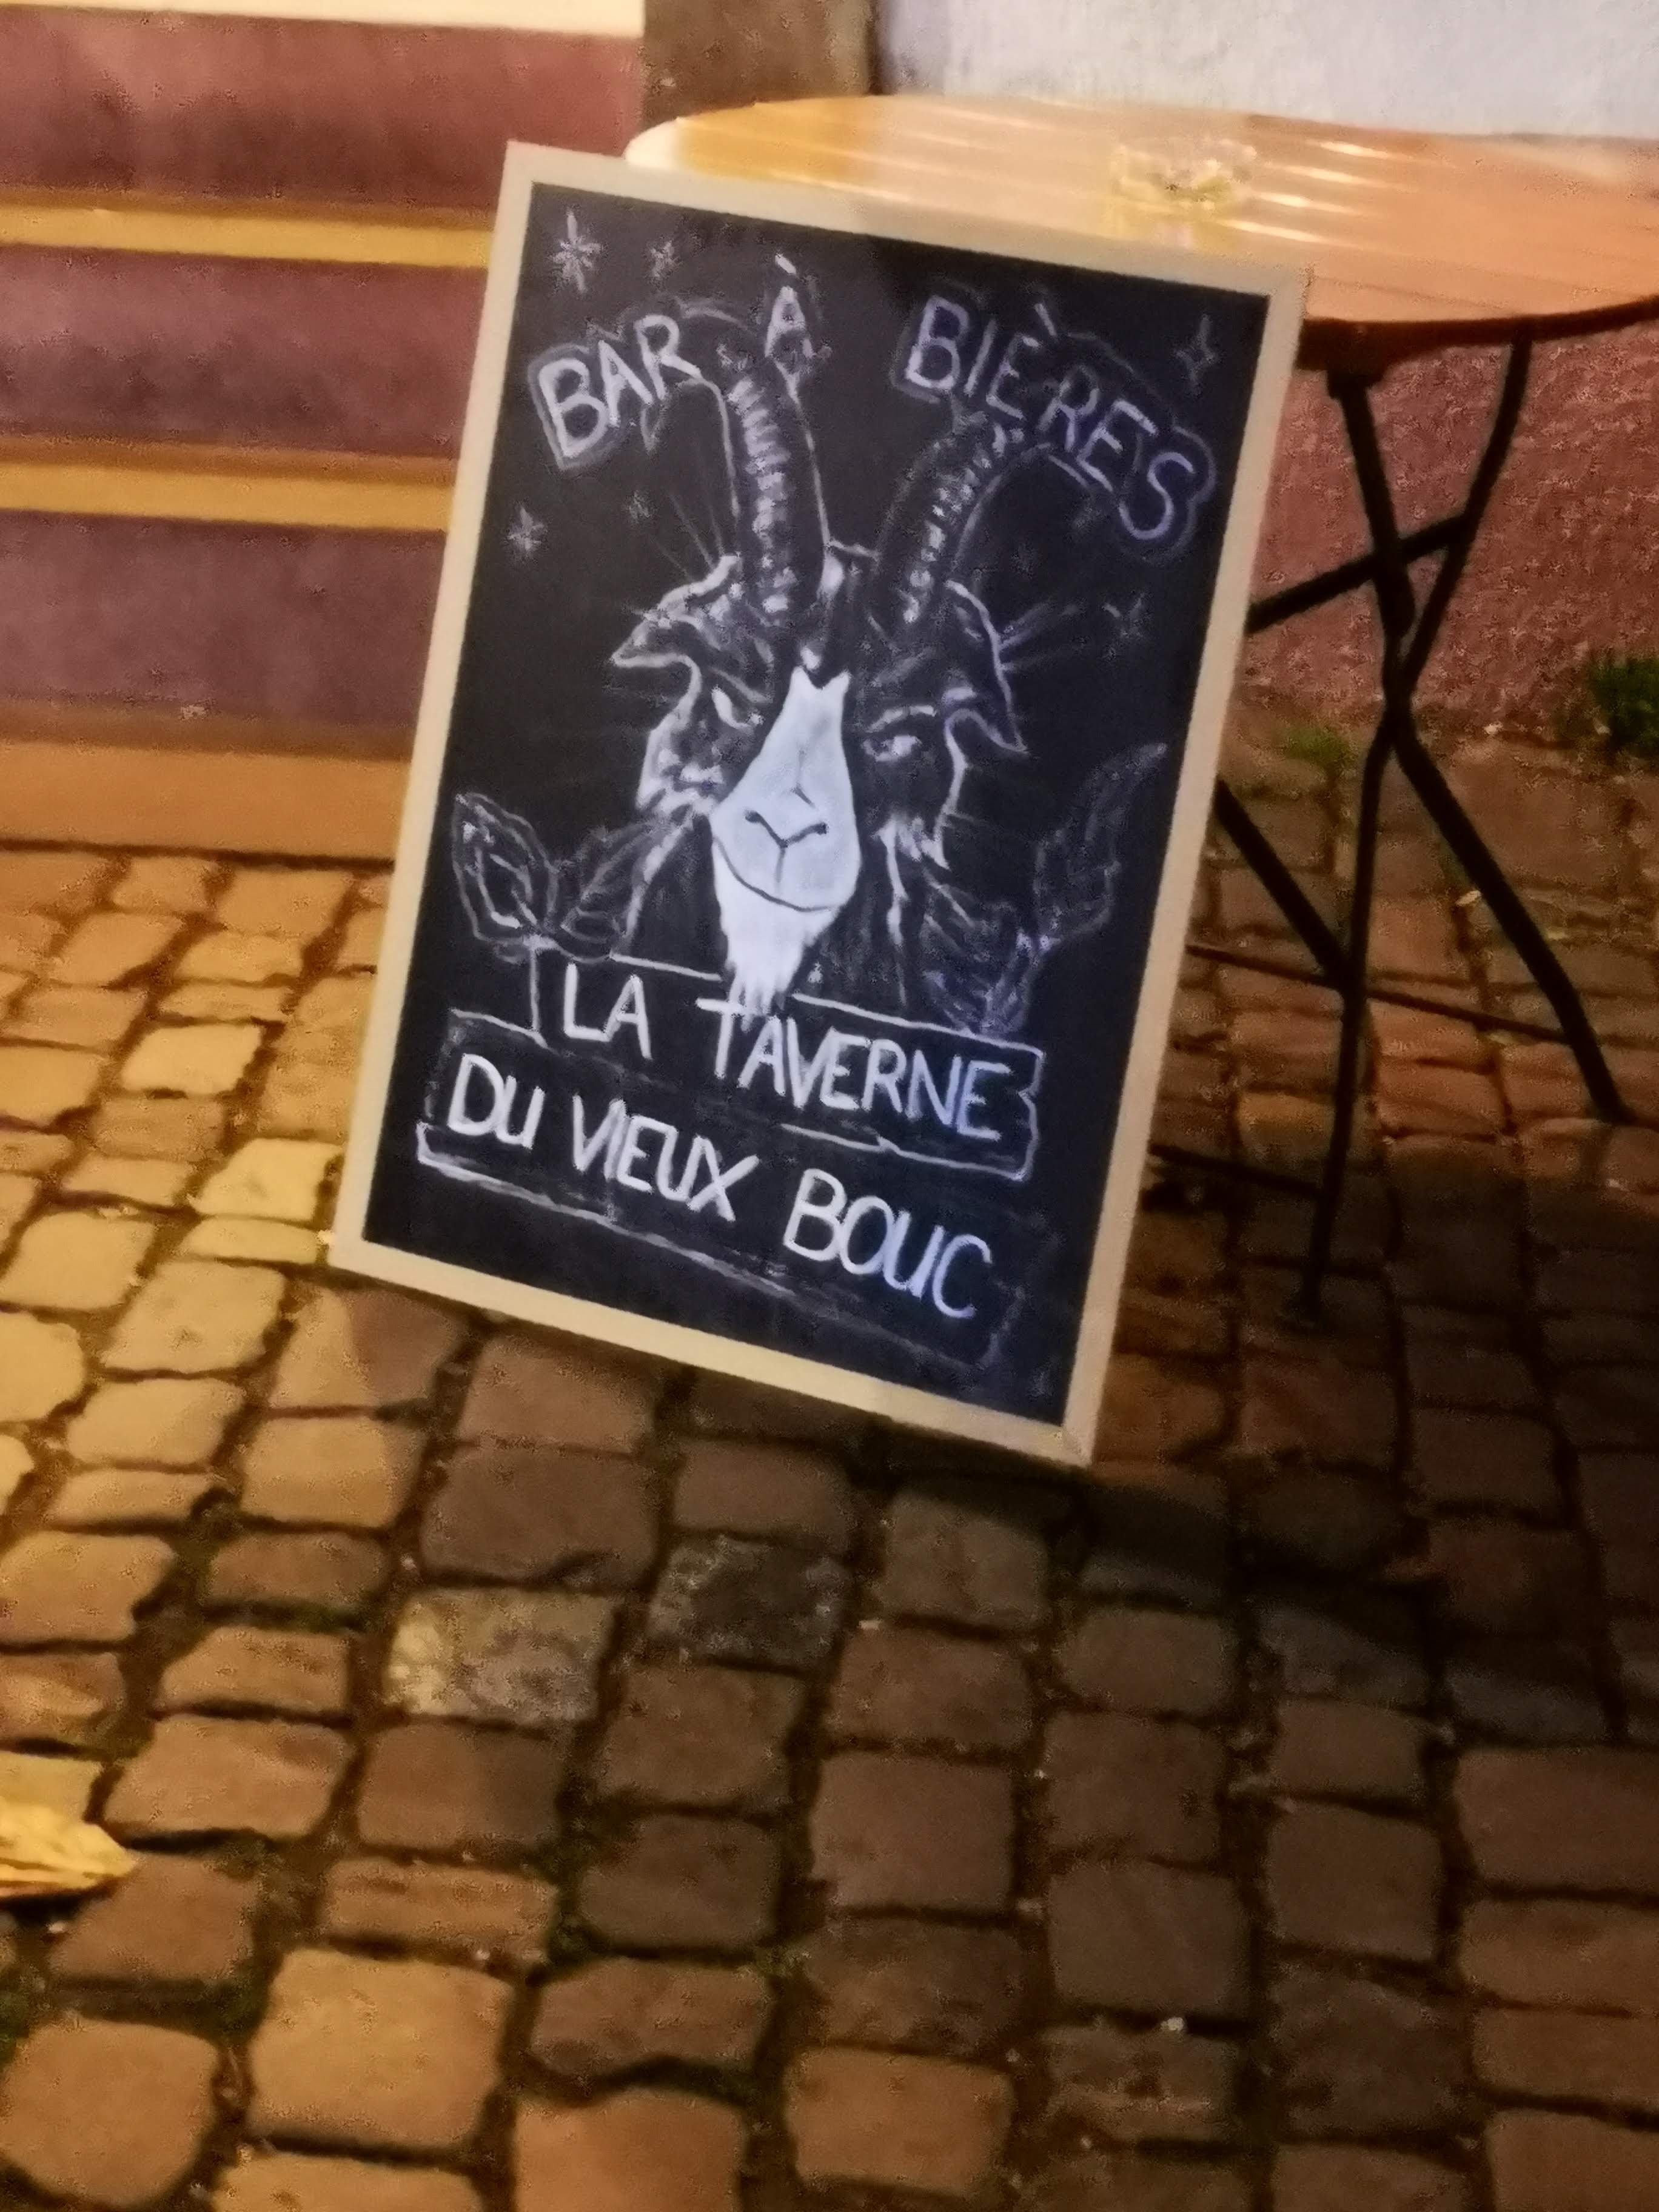 BAR À BIÈRES
LA TAVERNE
DU VIEUX BOUC